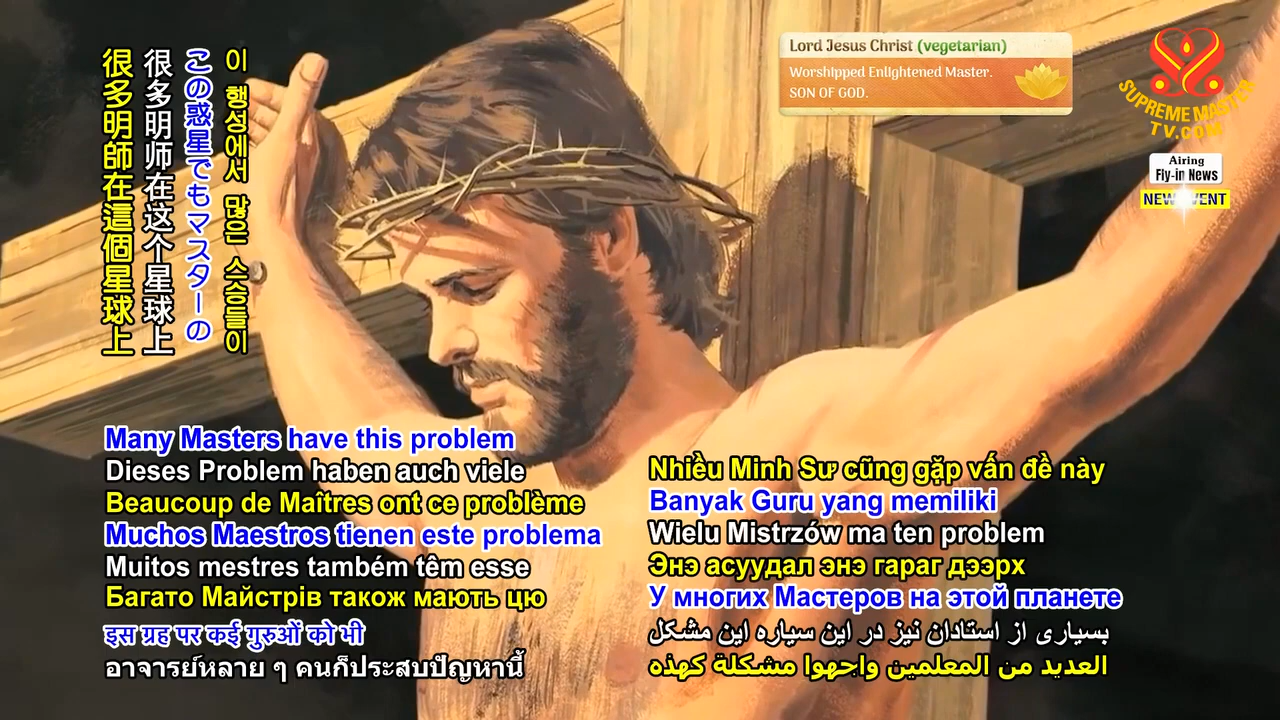 이 행성에서 많은 스승들이
この惑星でもマスターの
很多明师在这个星球上
很多明師在這個星球上
Lord Jesus Christ (vegetarian)
Worshipped Enlightened Master.
SON OF GOD.
SUPREME MASTER
TV.COM
Airing
Fly-in News
NEW EVENT
Many Masters have this problem
Dieses Problem haben auch viele
Beaucoup de Maîtres ont ce problème
Muchos Maestros tienen este problema
Muitos mestres também têm esse
Багато Майстрів також мають цю
इस ग्रह पर कई गुरुओं को भी
อาจารย์หลาย ๆ คนก็ประสบปัญหานี้
Nhiều Minh Sư cũng gặp vấn đề này
Banyak Guru yang memiliki
Wielu Mistrzów ma ten problem
Энэ асуудал энэ гараг дээрх
У многих Мастеров на этой планете
بسیاری از استادان نیز در این سیاره این مشکل
العديد من المعلمين واجهوا مشكلة كهذه